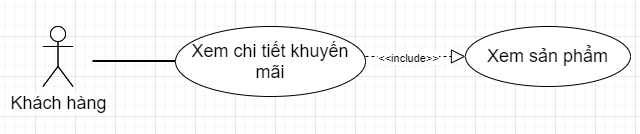 Xem chi tiết khuyến
mãi
<<include>>
Xem sản phẩm
Khách hàng